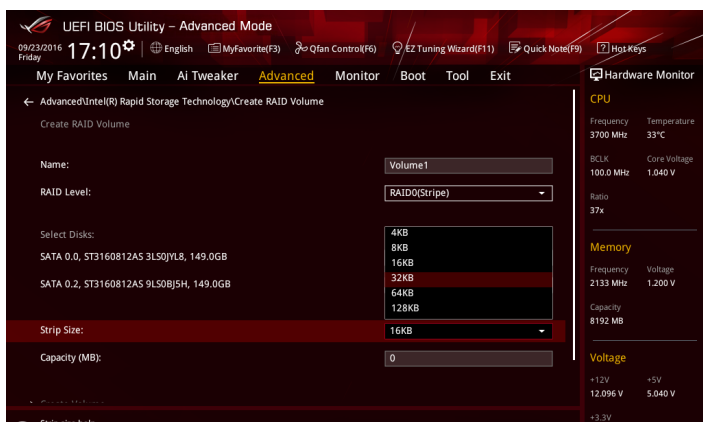 UEFI BIOS Utility – Advanced Mode
09/23/2016 Friday 17:10 English MyFavorite(F3) Qfan Control(F6) EZ Tuning Wizard(F11) Quick Note(F9) Hot Keys
My Favorites Main Ai Tweaker Advanced Monitor Boot Tool Exit
Hardware Monitor
← Advanced\Intel(R) Rapid Storage Technology\Create RAID Volume
Create RAID Volume
Name: Volume1
RAID Level: RAID0(Stripe)
Select Disks:
SATA 0.0, ST3160812AS 3LS0JYL8, 149.0GB
SATA 0.2, ST3160812AS 9LS0BJ5H, 149.0GB
4KB
8KB
16KB
32KB
64KB
128KB
Strip Size: 16KB
Capacity (MB): 0
Create Volume
CPU
Frequency Temperature
3700 MHz 33°C
BCLK Core Voltage
100.0 MHz 1.040 V
Ratio
37x
Memory
Frequency Voltage
2133 MHz 1.200 V
Capacity
8192 MB
Voltage
+12V +5V
12.096 V 5.040 V
+3.3V